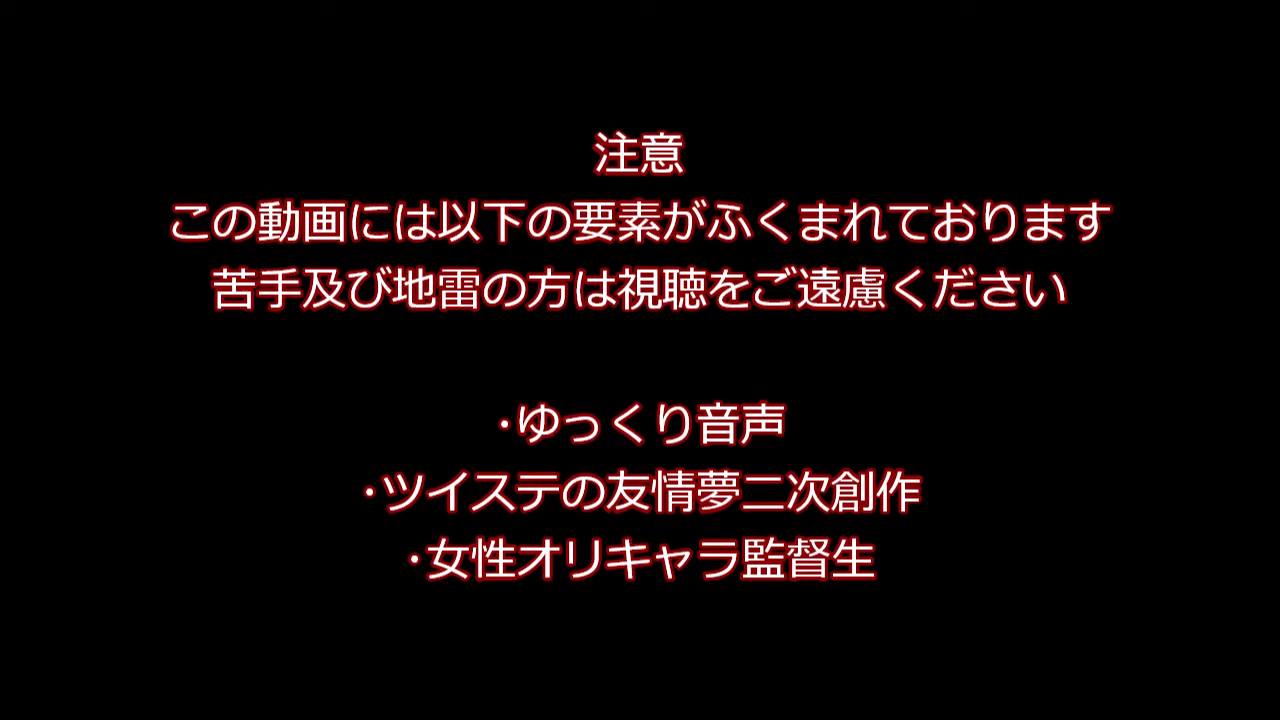 注意
この動画には以下の要素がふくまれております
苦手及び地雷の方は視聴をご遠慮ください
・ゆっくり音声
・ツイステの友情夢二次創作
・女性オリキャラ監督生